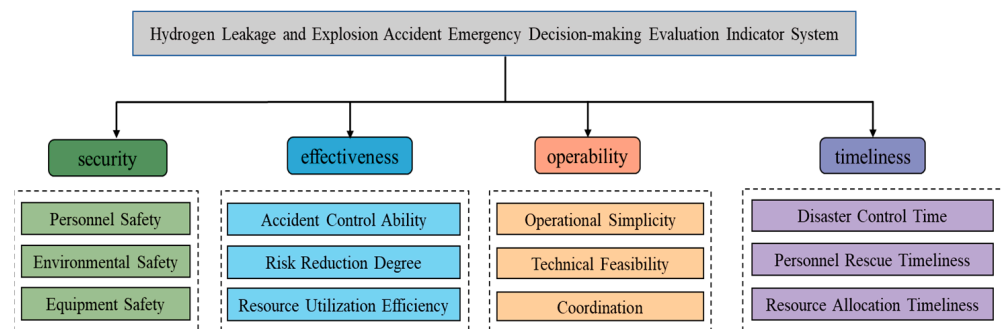 Hydrogen Leakage and Explosion Accident Emergency Decision-making Evaluation Indicator System
security
effectiveness
operability
timeliness
Personnel Safety
Environmental Safety
Equipment Safety
Accident Control Ability
Risk Reduction Degree
Resource Utilization Efficiency
Operational Simplicity
Technical Feasibility
Coordination
Disaster Control Time
Personnel Rescue Timeliness
Resource Allocation Timeliness